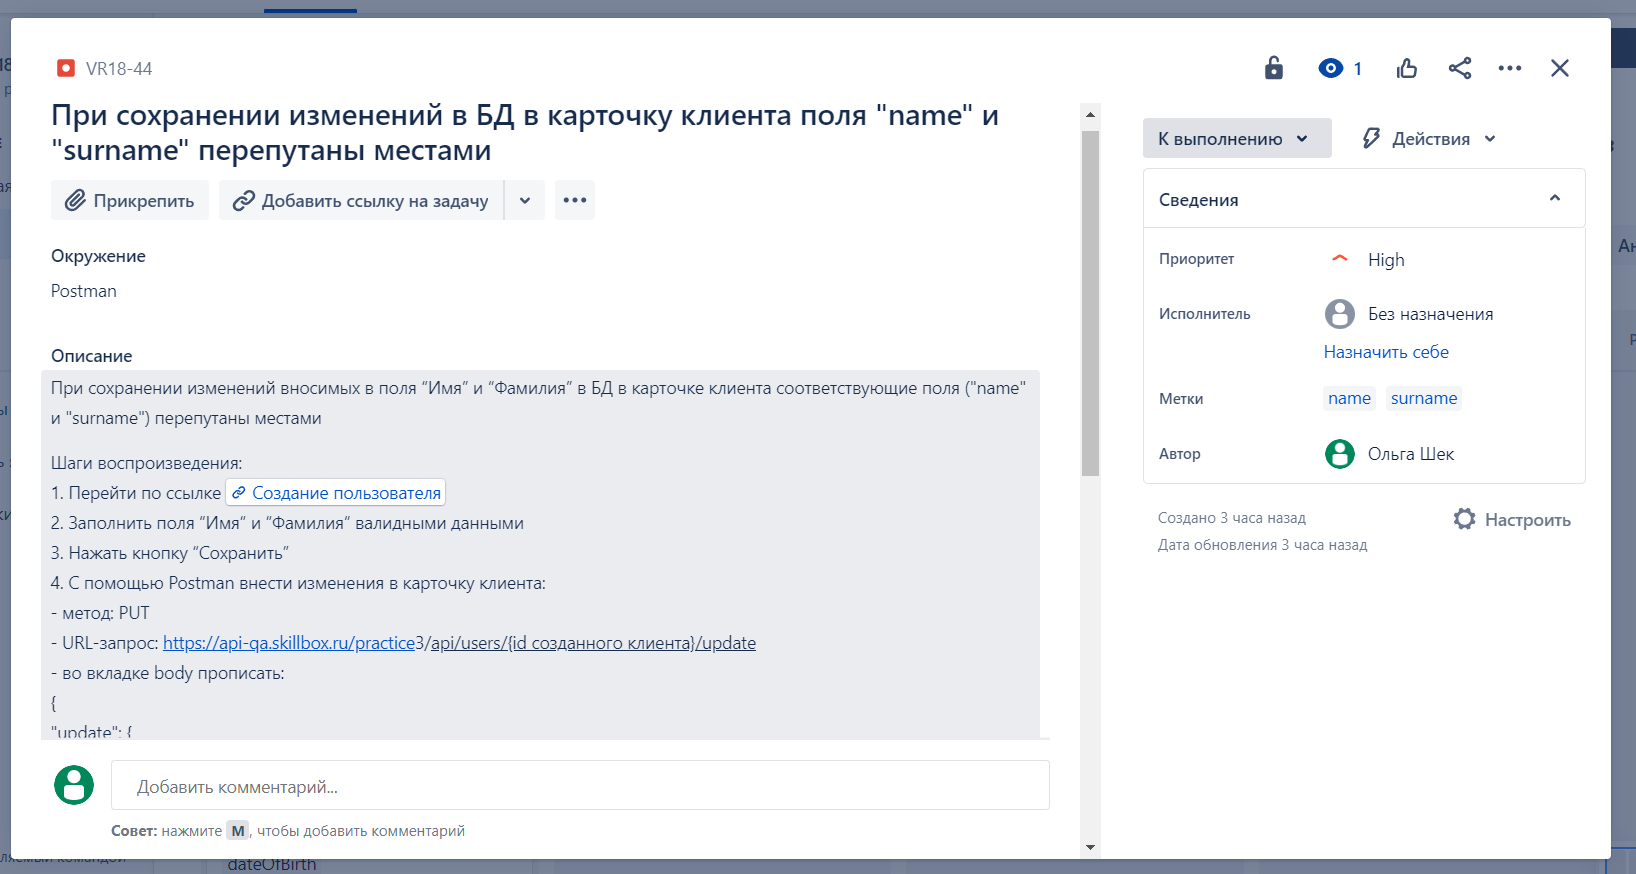 VR18-44
1
При сохранении изменений в БД в карточку клиента поля "name" и
"surname" перепутаны местами
Прикрепить
Добавить ссылку на задачу
Окружение
Postman
Описание
При сохранении изменений вносимых в поля “Имя” и “Фамилия” в БД в карточке клиента соответствующие поля ("name"
и "surname") перепутаны местами
Шаги воспроизведения:
1. Перейти по ссылке Создание пользователя
2. Заполнить поля “Имя” и “Фамилия” валидными данными
3. Нажать кнопку “Сохранить”
4. С помощью Postman внести изменения в карточку клиента:
- метод: PUT
- URL-запрос: https://api-qa.skillbox.ru/practice3/api/users/{id созданного клиента}/update
- во вкладке body прописать:
{
"update": {
Добавить комментарий...
Совет: нажмите M, чтобы добавить комментарий
К выполнению
Действия
Сведения
Приоритет
High
Исполнитель
Без назначения
Назначить себе
Метки
name surname
Автор
Ольга Шек
Создано 3 часа назад
Настроить
Дата обновления 3 часа назад
dateOfBirth